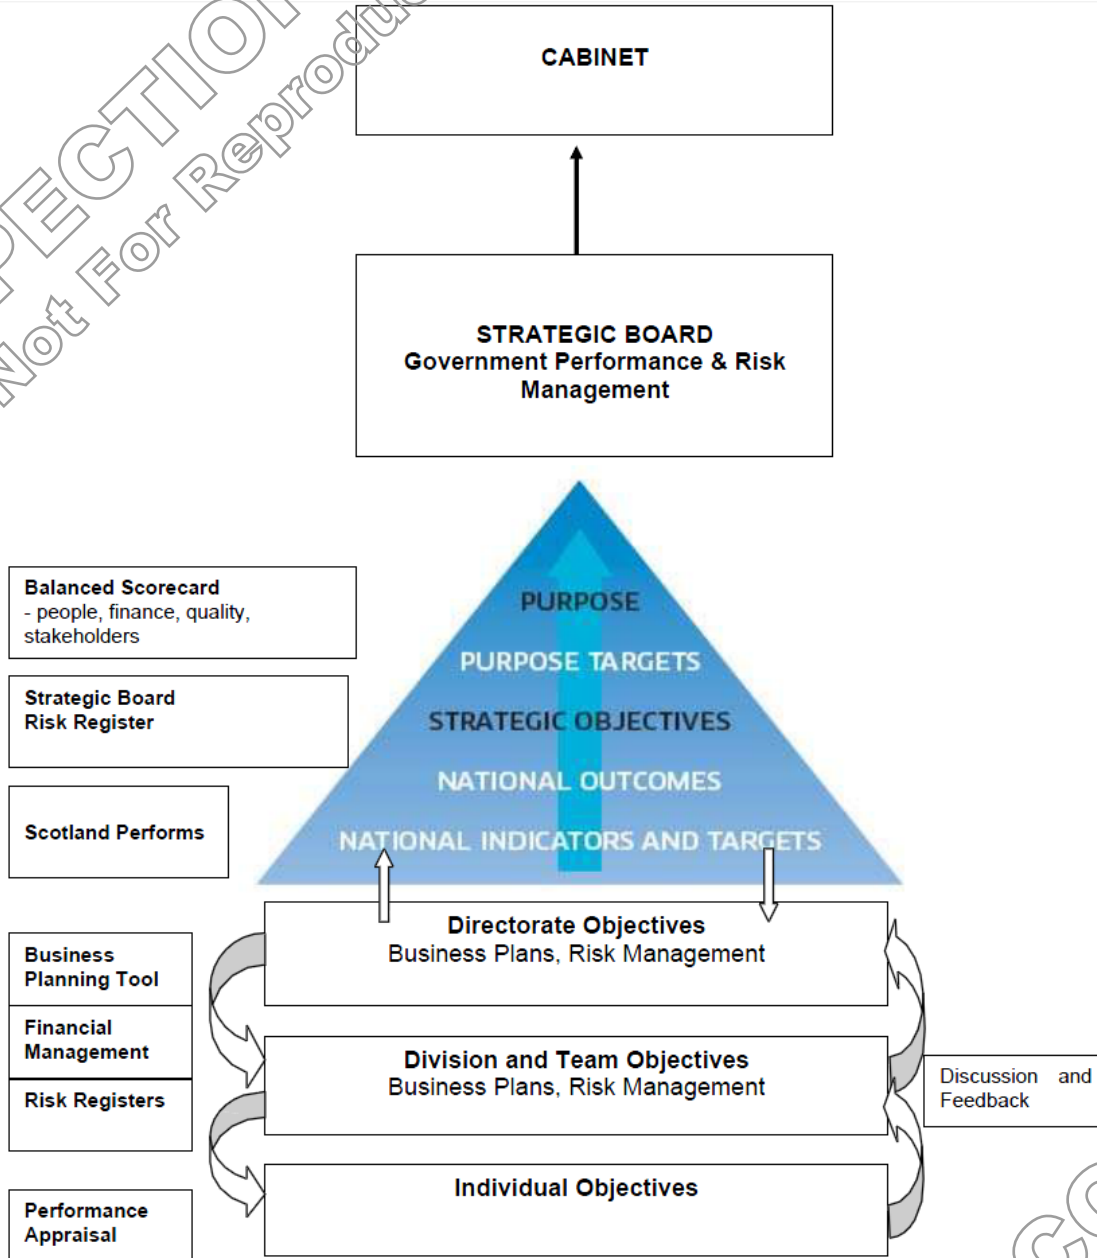 PECTION
Not For Reproduc
CABINET
STRATEGIC BOARD
Government Performance & Risk
Management
Balanced Scorecard
- people, finance, quality,
stakeholders
Strategic Board
Risk Register
Scotland Performs
PURPOSE
PURPOSE TARGETS
STRATEGIC OBJECTIVES
NATIONAL OUTCOMES
NATIONAL INDICATORS AND TARGETS
Directorate Objectives
Business Plans, Risk Management
Business
Planning Tool
Financial
Management
Risk Registers
Division and Team Objectives
Business Plans, Risk Management
Discussion and
Feedback
Individual Objectives
Performance
Appraisal